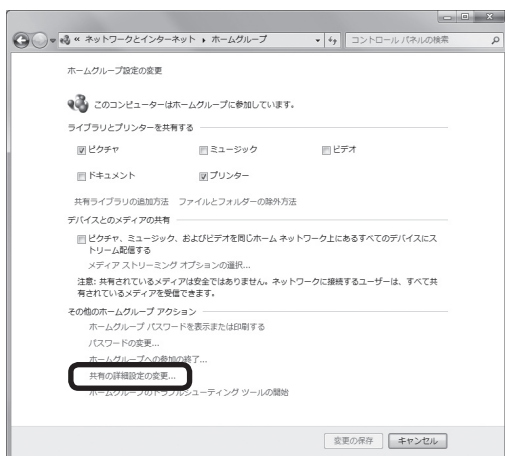 « ネットワークとインターネット ▸ ホームグループ
コントロール パネルの検索
ホームグループ設定の変更
このコンピューターはホームグループに参加しています。
ライブラリとプリンターを共有する
ピクチャ ミュージック ビデオ
ドキュメント プリンター
共有ライブラリの追加方法 ファイルとフォルダーの除外方法
デバイスとのメディアの共有
ピクチャ、ミュージック、およびビデオを同じホーム ネットワーク上にあるすべてのデバイスにス
トリーム配信する
メディア ストリーミング オプションの選択...
注意: 共有されているメディアは安全ではありません。ネットワークに接続するユーザーは、すべて共
有されているメディアを受信できます。
その他のホームグループ アクション
ホームグループ パスワードを表示または印刷する
パスワードの変更...
ホームグループへの参加の終了...
共有の詳細設定の変更...
ホームグループのトラブルシューティング ツールの開始
変更の保存 キャンセル